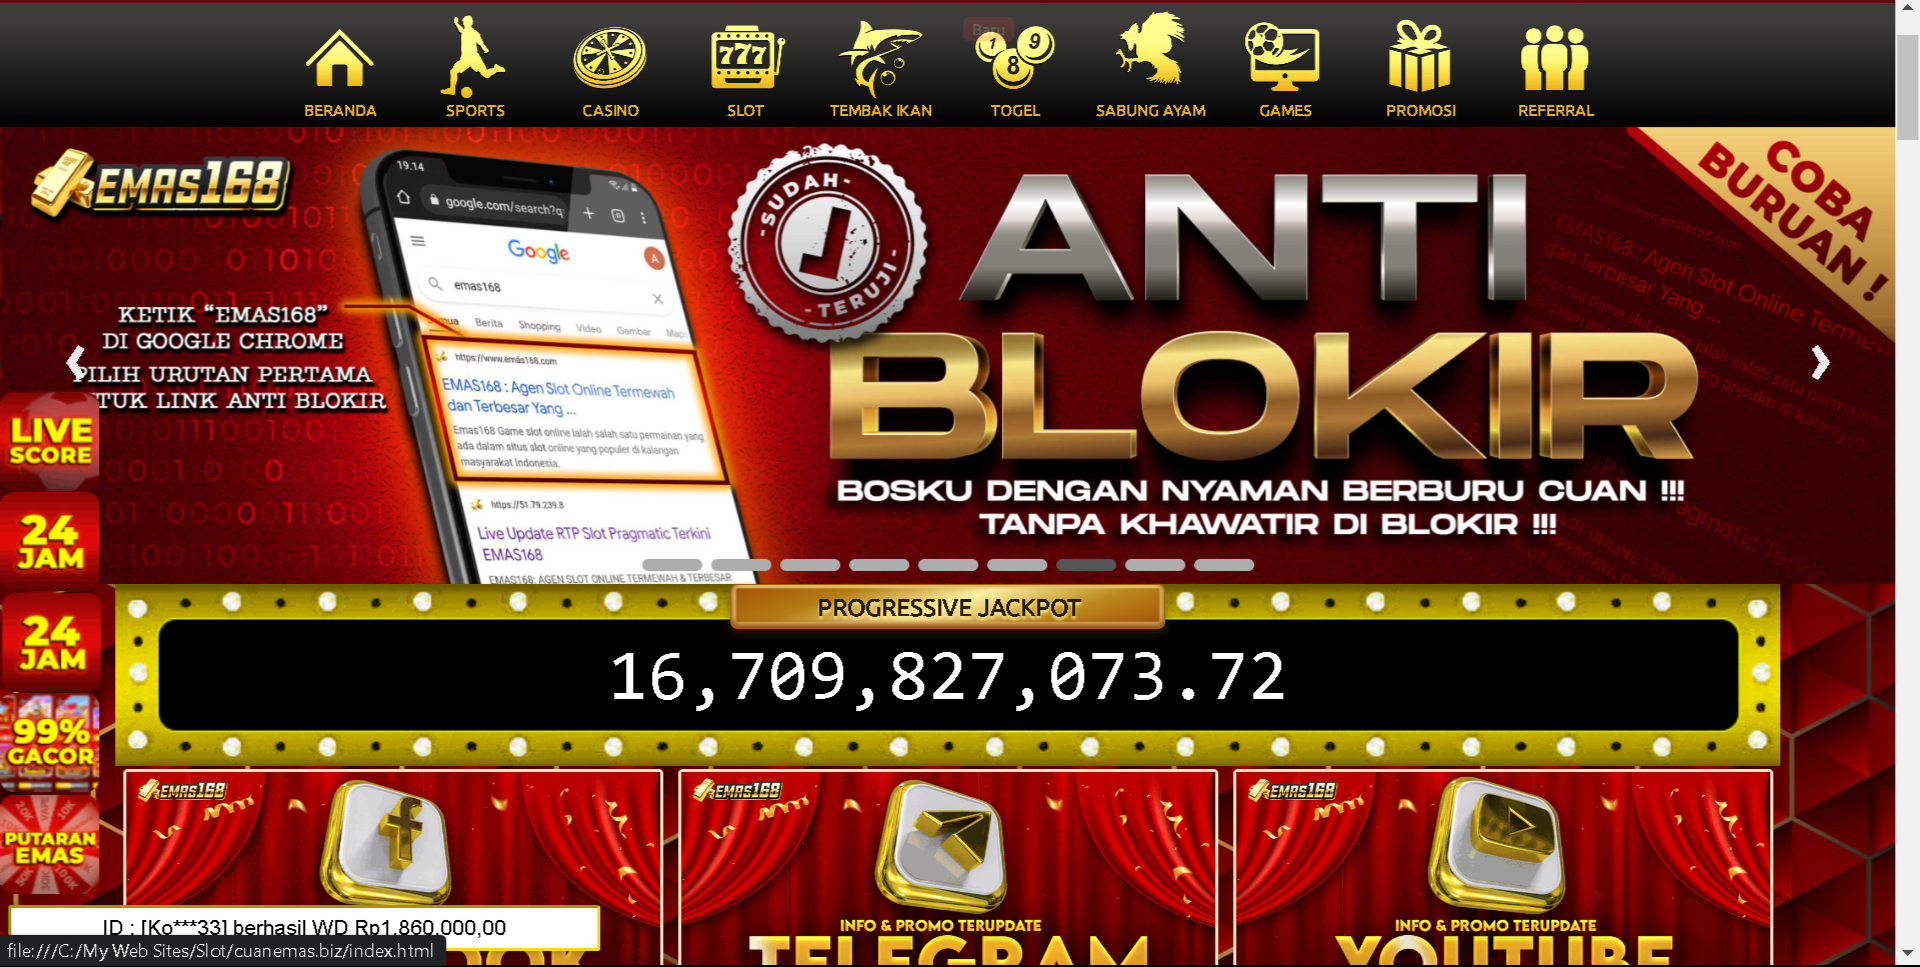 Baru
BERANDA
SPORTS
CASINO
777
SLOT
TEMBAK IKAN
1 8 9
TOGEL
SABUNG AYAM
GAMES
PROMOSI
REFERRAL
EMAS168
KETIK “EMAS168”
DI GOOGLE CHROME
PILIH URUTAN PERTAMA
TUK LINK ANTI BLOKIR
19.14
google.com/search?q
Google
A
emas168
Berita Shopping Video Gambar
https://www.emas168.com
EMAS168 : Agen Slot Online Termewah
dan Terbesar Yang ...
Emas168 Game slot online ialah salah satu permainan yang
ada dalam situs slot online yang populer di kalangan
masyarakat Indonesia.
https://51.79.239.8
Live Update RTP Slot Pragmatic Terkini
EMAS168
EMAS168: AGEN SLOT ONLINE TERMEWAH & TERBESAR
-SUDAH-
-TERUJI-
ANTI
BLOKIR
BOSKU DENGAN NYAMAN BERBURU CUAN !!!
TANPA KHAWATIR DI BLOKIR !!!
COBA
BURUAN !
LIVE
SCORE
24
JAM
24
JAM
99%
GACOR
PUTARAN
EMAS
PROGRESSIVE JACKPOT
16,709,827,073.72
EMAS168
EMAS168
INFO & PROMO TERUPDATE
TELEGRAM
EMAS168
INFO & PROMO TERUPDATE
YOUTUBE
ID : [Ko***33] berhasil WD Rp1.860.000,00
file:///C:/My Web Sites/Slot/cuanemas.biz/index.html